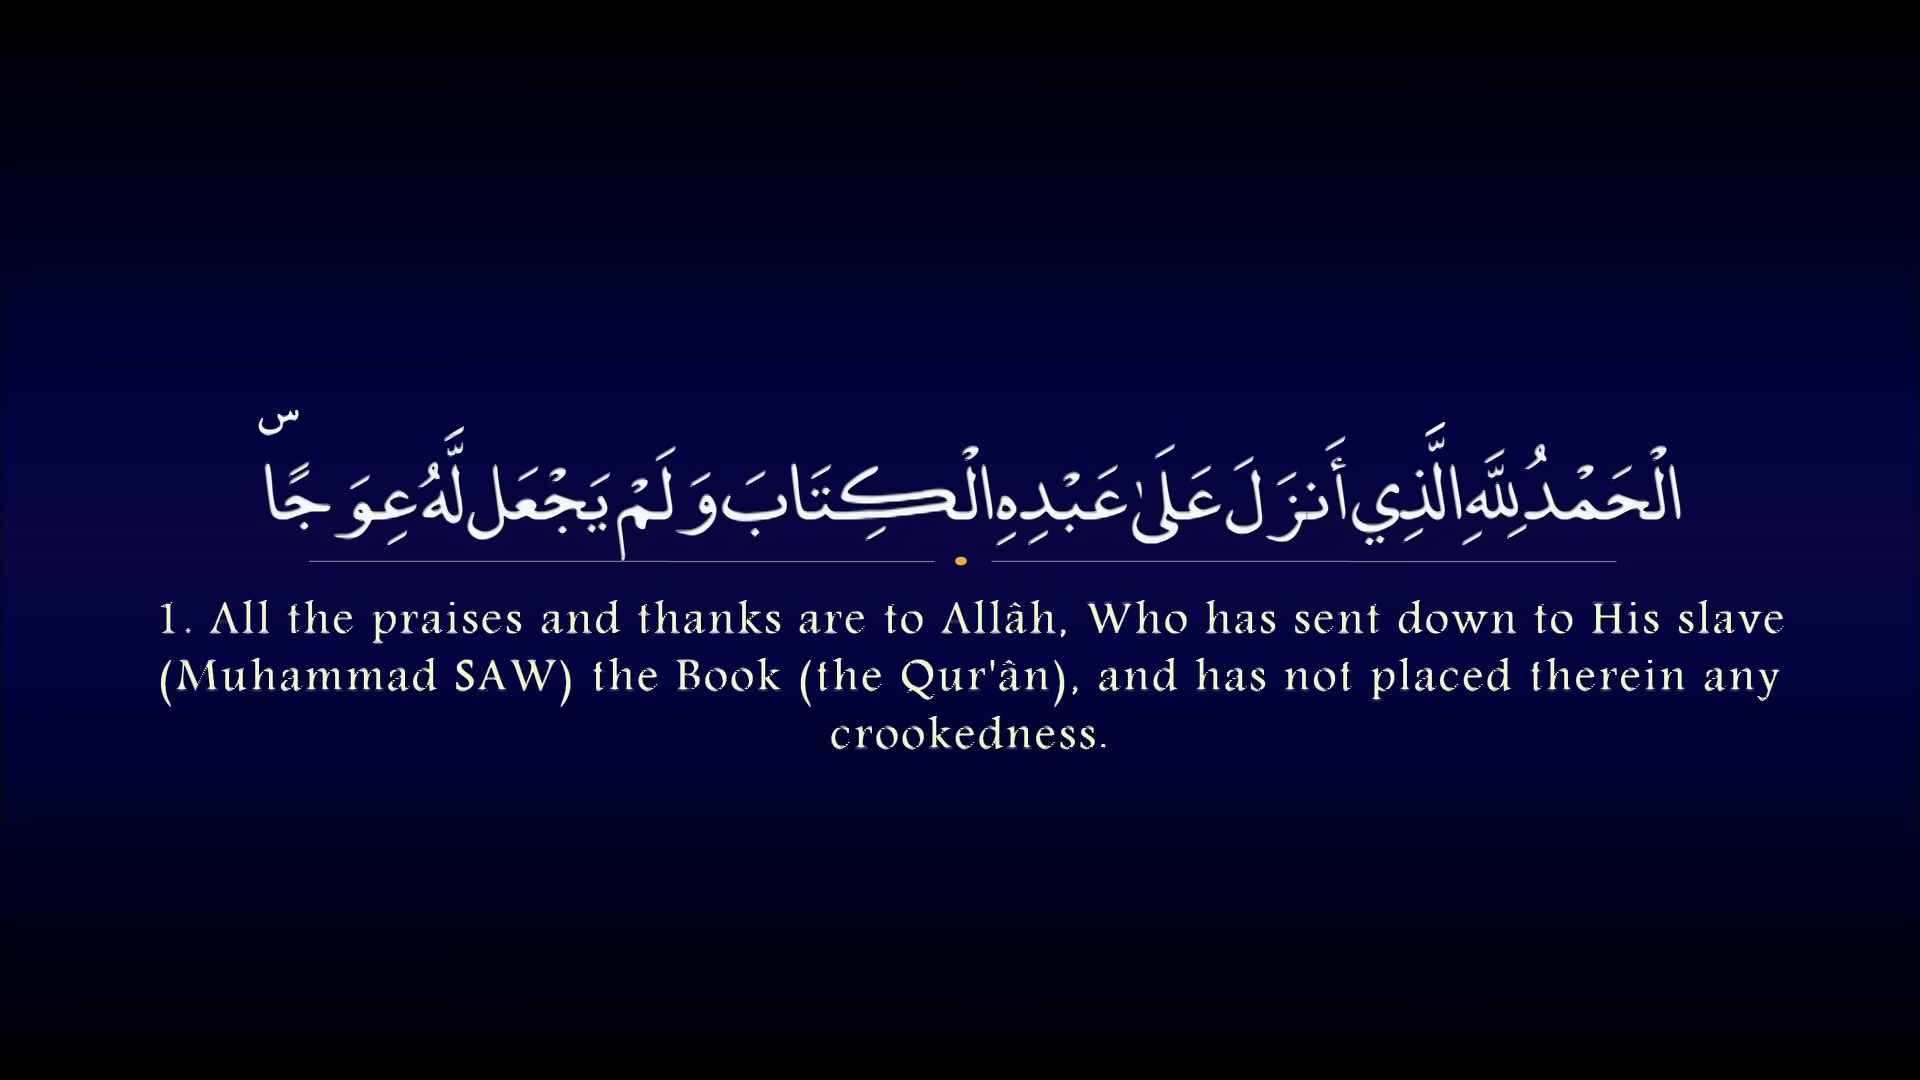 الْحَمْدُ لِلَّهِ الَّذِي أَنزَلَ عَلَىٰ عَبْدِهِ الْكِتَابَ وَلَمْ يَجْعَل لَّهُ عِوَجًا ۜ
1. All the praises and thanks are to Allâh, Who has sent down to His slave
(Muhammad SAW) the Book (the Qur'ân), and has not placed therein any
crookedness.